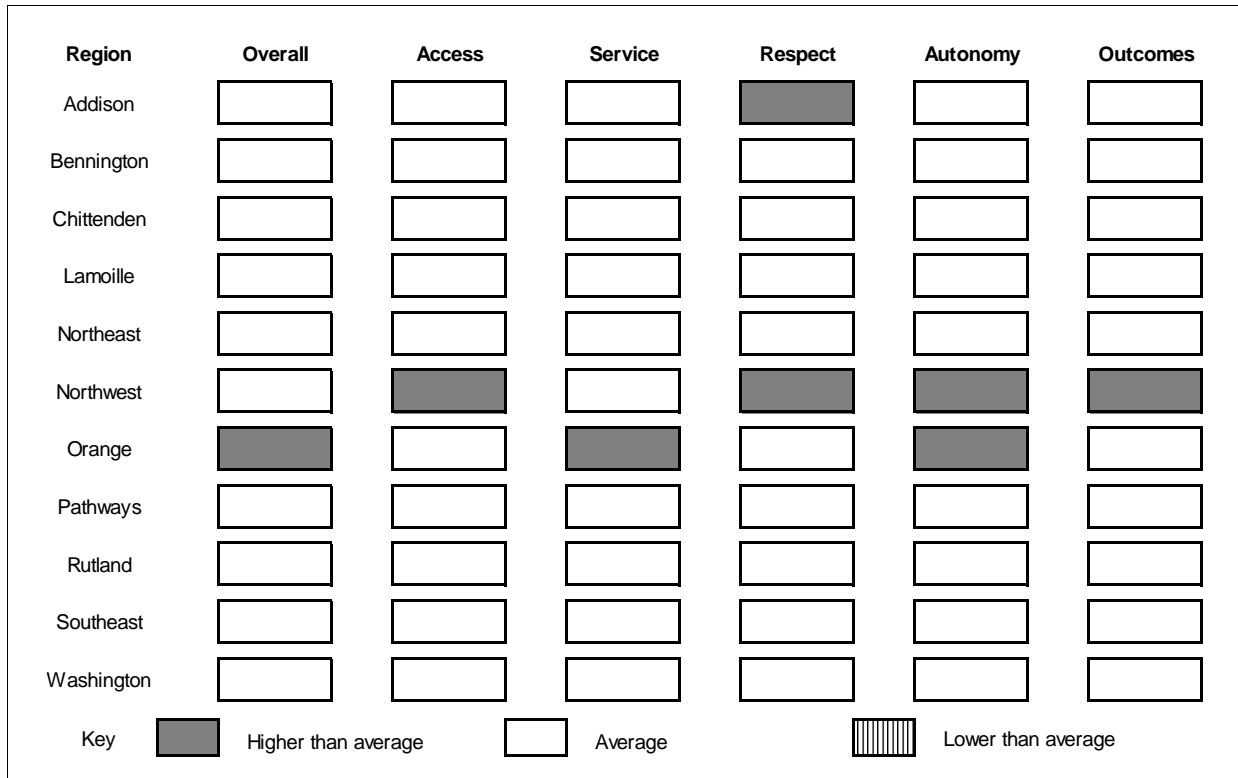 Region Overall Access Service Respect Autonomy Outcomes
Addison
Bennington
Chittenden
Lamoille
Northeast
Northwest
Orange
Pathways
Rutland
Southeast
Washington
Key Higher than average Average Lower than average